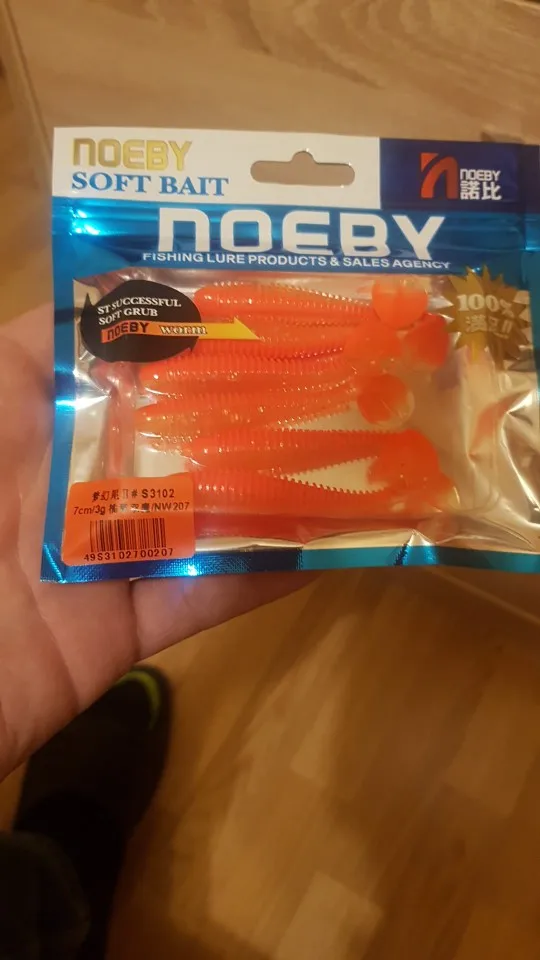 NOEBY
SOFT BAIT
NOEBY
諾比
NOEBY
FISHING LURE PRODUCTS & SALES AGENCY
ST SUCCESSFUL
SOFT GRUB
NOEBY WORM
100%
# S3102
7cm/3g /NW207
49S3102700207